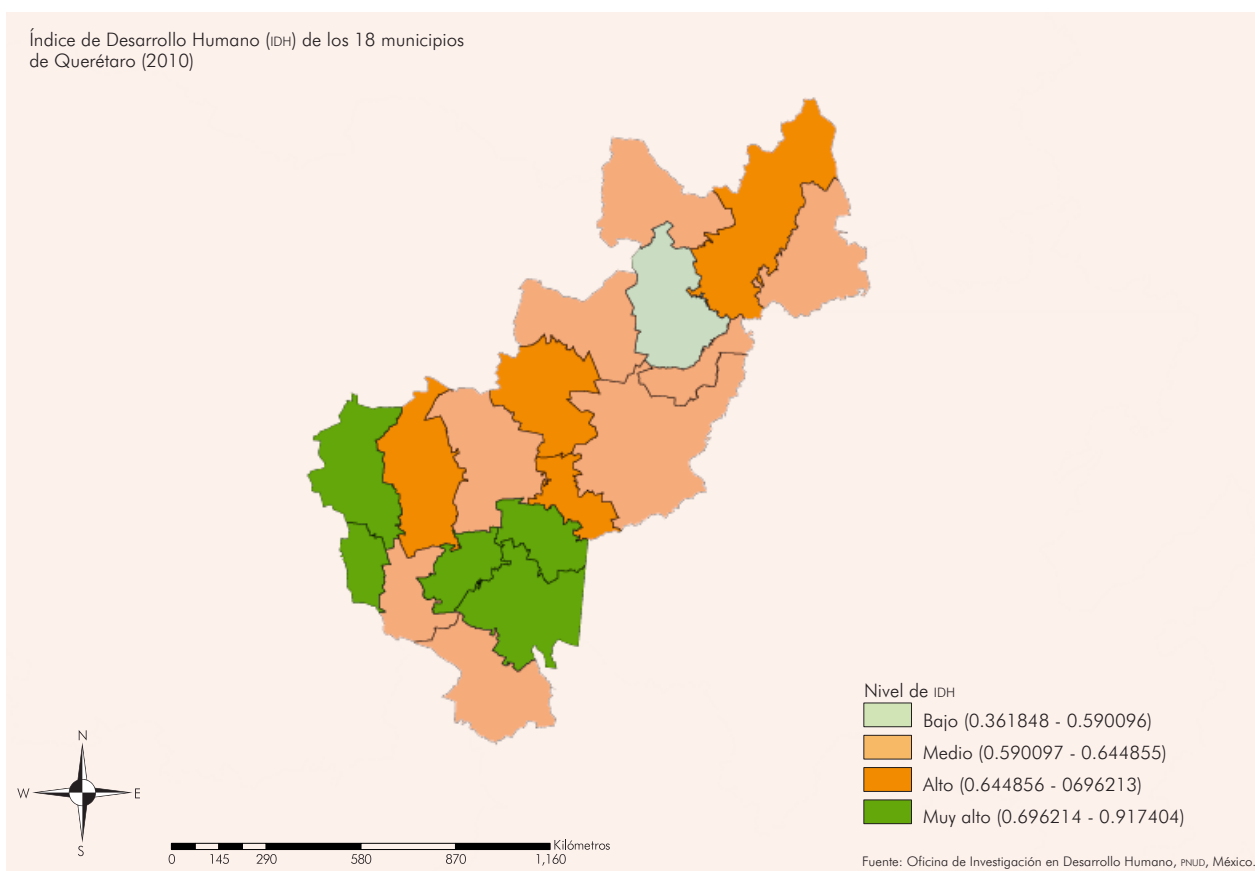 Índice de Desarrollo Humano (IDH) de los 18 municipios
de Querétaro (2010)
Nivel de IDH
Bajo (0.361848 - 0.590096)
Medio (0.590097 - 0.644855)
Alto (0.644856 - 0696213)
Muy alto (0.696214 - 0.917404)
N
W
E
S
Kilómetros
0 145 290 580 870 1,160
Fuente: Oficina de Investigación en Desarrollo Humano, PNUD, México.